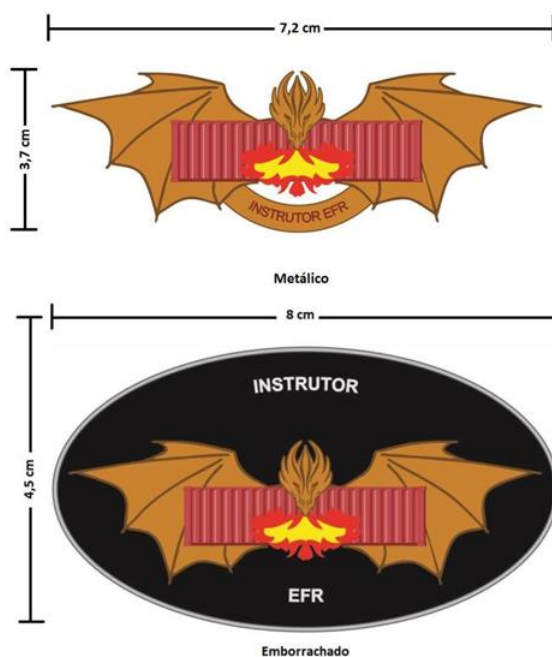 7,2 cm
3,7 cm
INSTRUTOR EFR
Metálico
8 cm
4,5 cm
INSTRUTOR
EFR
Emborrachado